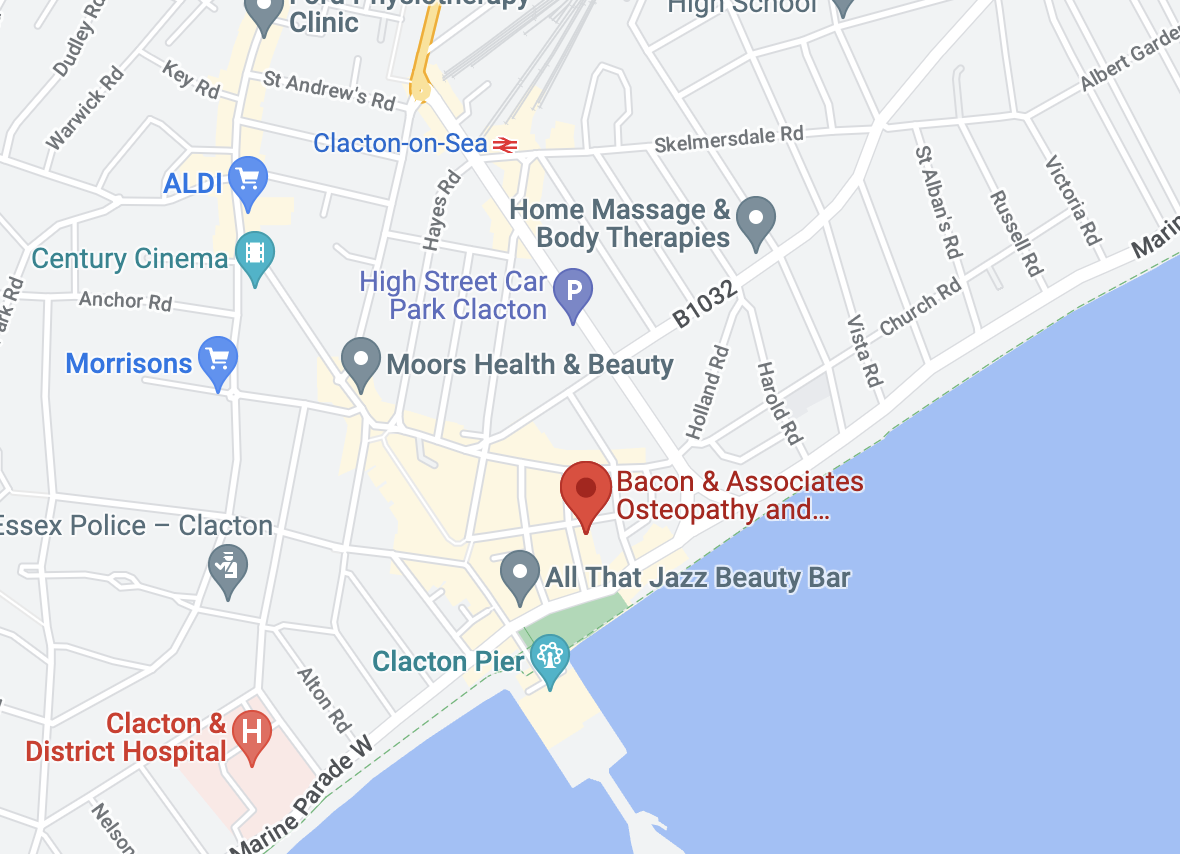 Ford Physiotherapy
Clinic
High School
Dudley Rd
Key Rd
Warwick Rd
St Andrew's Rd
Albert Garde
Clacton-on-Sea
Skelmersdale Rd
ALDI
Hayes Rd
St Alban's Rd
Victoria Rd
Russell Rd
Home Massage &
Body Therapies
Marin
Century Cinema
High Street Car
Park Clacton
P
ark Rd
Anchor Rd
B1032
Church Rd
Morrisons
Moors Health & Beauty
Vista Rd
Holland Rd
Harold Rd
Bacon & Associates
Osteopathy and...
Essex Police – Clacton
All That Jazz Beauty Bar
Clacton Pier
Alton Rd
Clacton &
District Hospital
H
Marine Parade W
Nelson